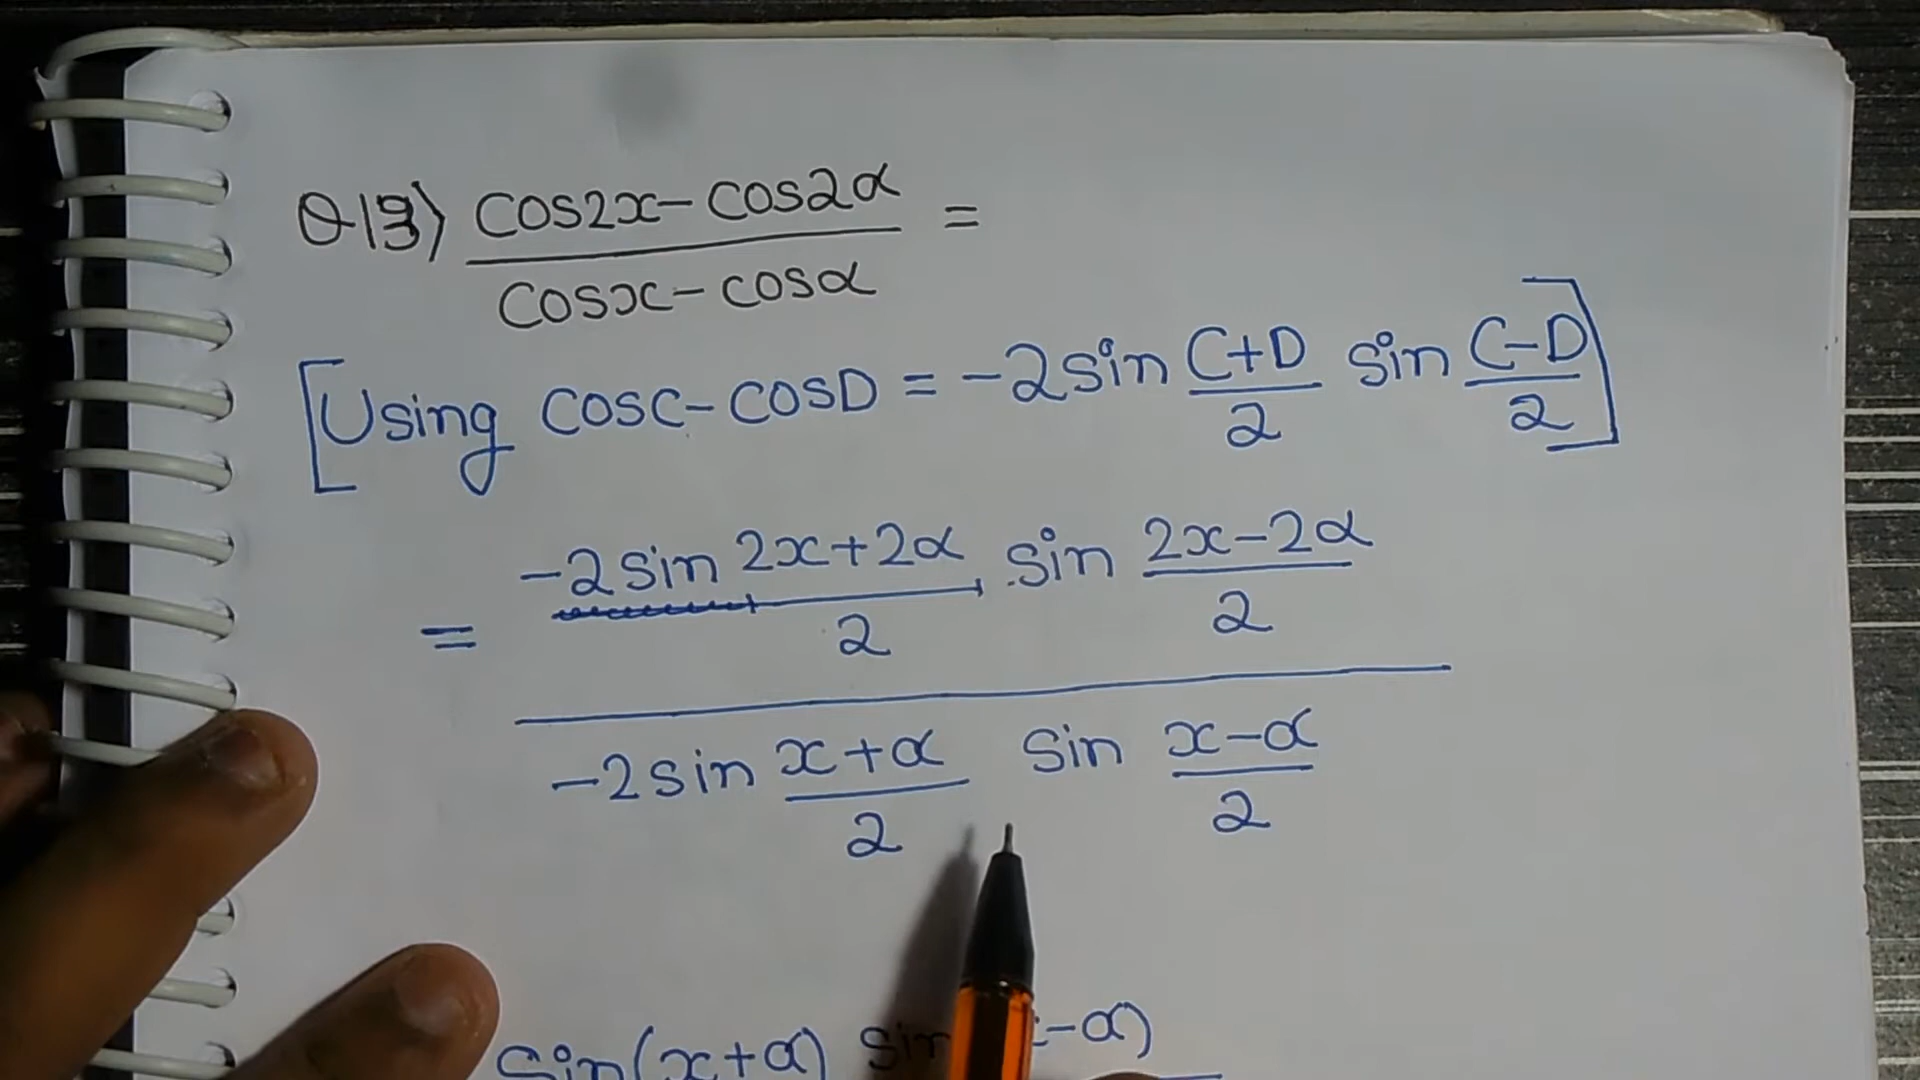 Q13) cos2x-cos2α =
cosx-cosα
[Using cosC-cosD = -2sin C+D/2 sin C-D/2]
= -2sin 2x+2α/2 . sin 2x-2α/2
-2sin x+α/2 sin x-α/2
Sin(x+α) sin -α)